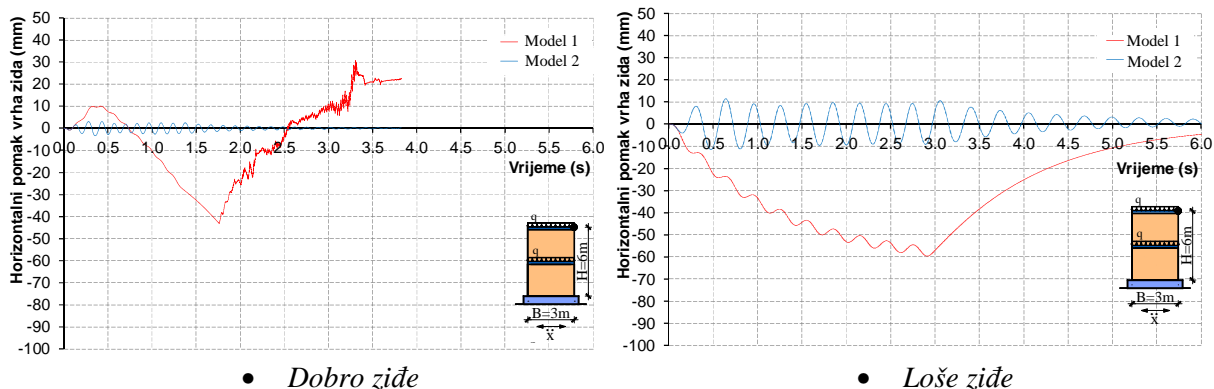 Horizontalni pomak vrha zida (mm)
50
40
30
20
10
0
-10
-20
-30
-40
-50
-60
-70
-80
-90
-100
0.0 0.5 1.0 1.5 2.0 2.5 3.0 3.5 4.0 4.5 5.0 5.5 6.0
Vrijeme (s)
Model 1
Model 2
q
q
H=6m
B=3m
ẍ
● Dobro ziđe
Horizontalni pomak vrha zida (mm)
50
40
30
20
10
0
-10
-20
-30
-40
-50
-60
-70
-80
-90
-100
0.0 0.5 1.0 1.5 2.0 2.5 3.0 3.5 4.0 4.5 5.0 5.5 6.0
Vrijeme (s)
Model 1
Model 2
q
q
H=6m
B=3m
ẍ
● Loše ziđe